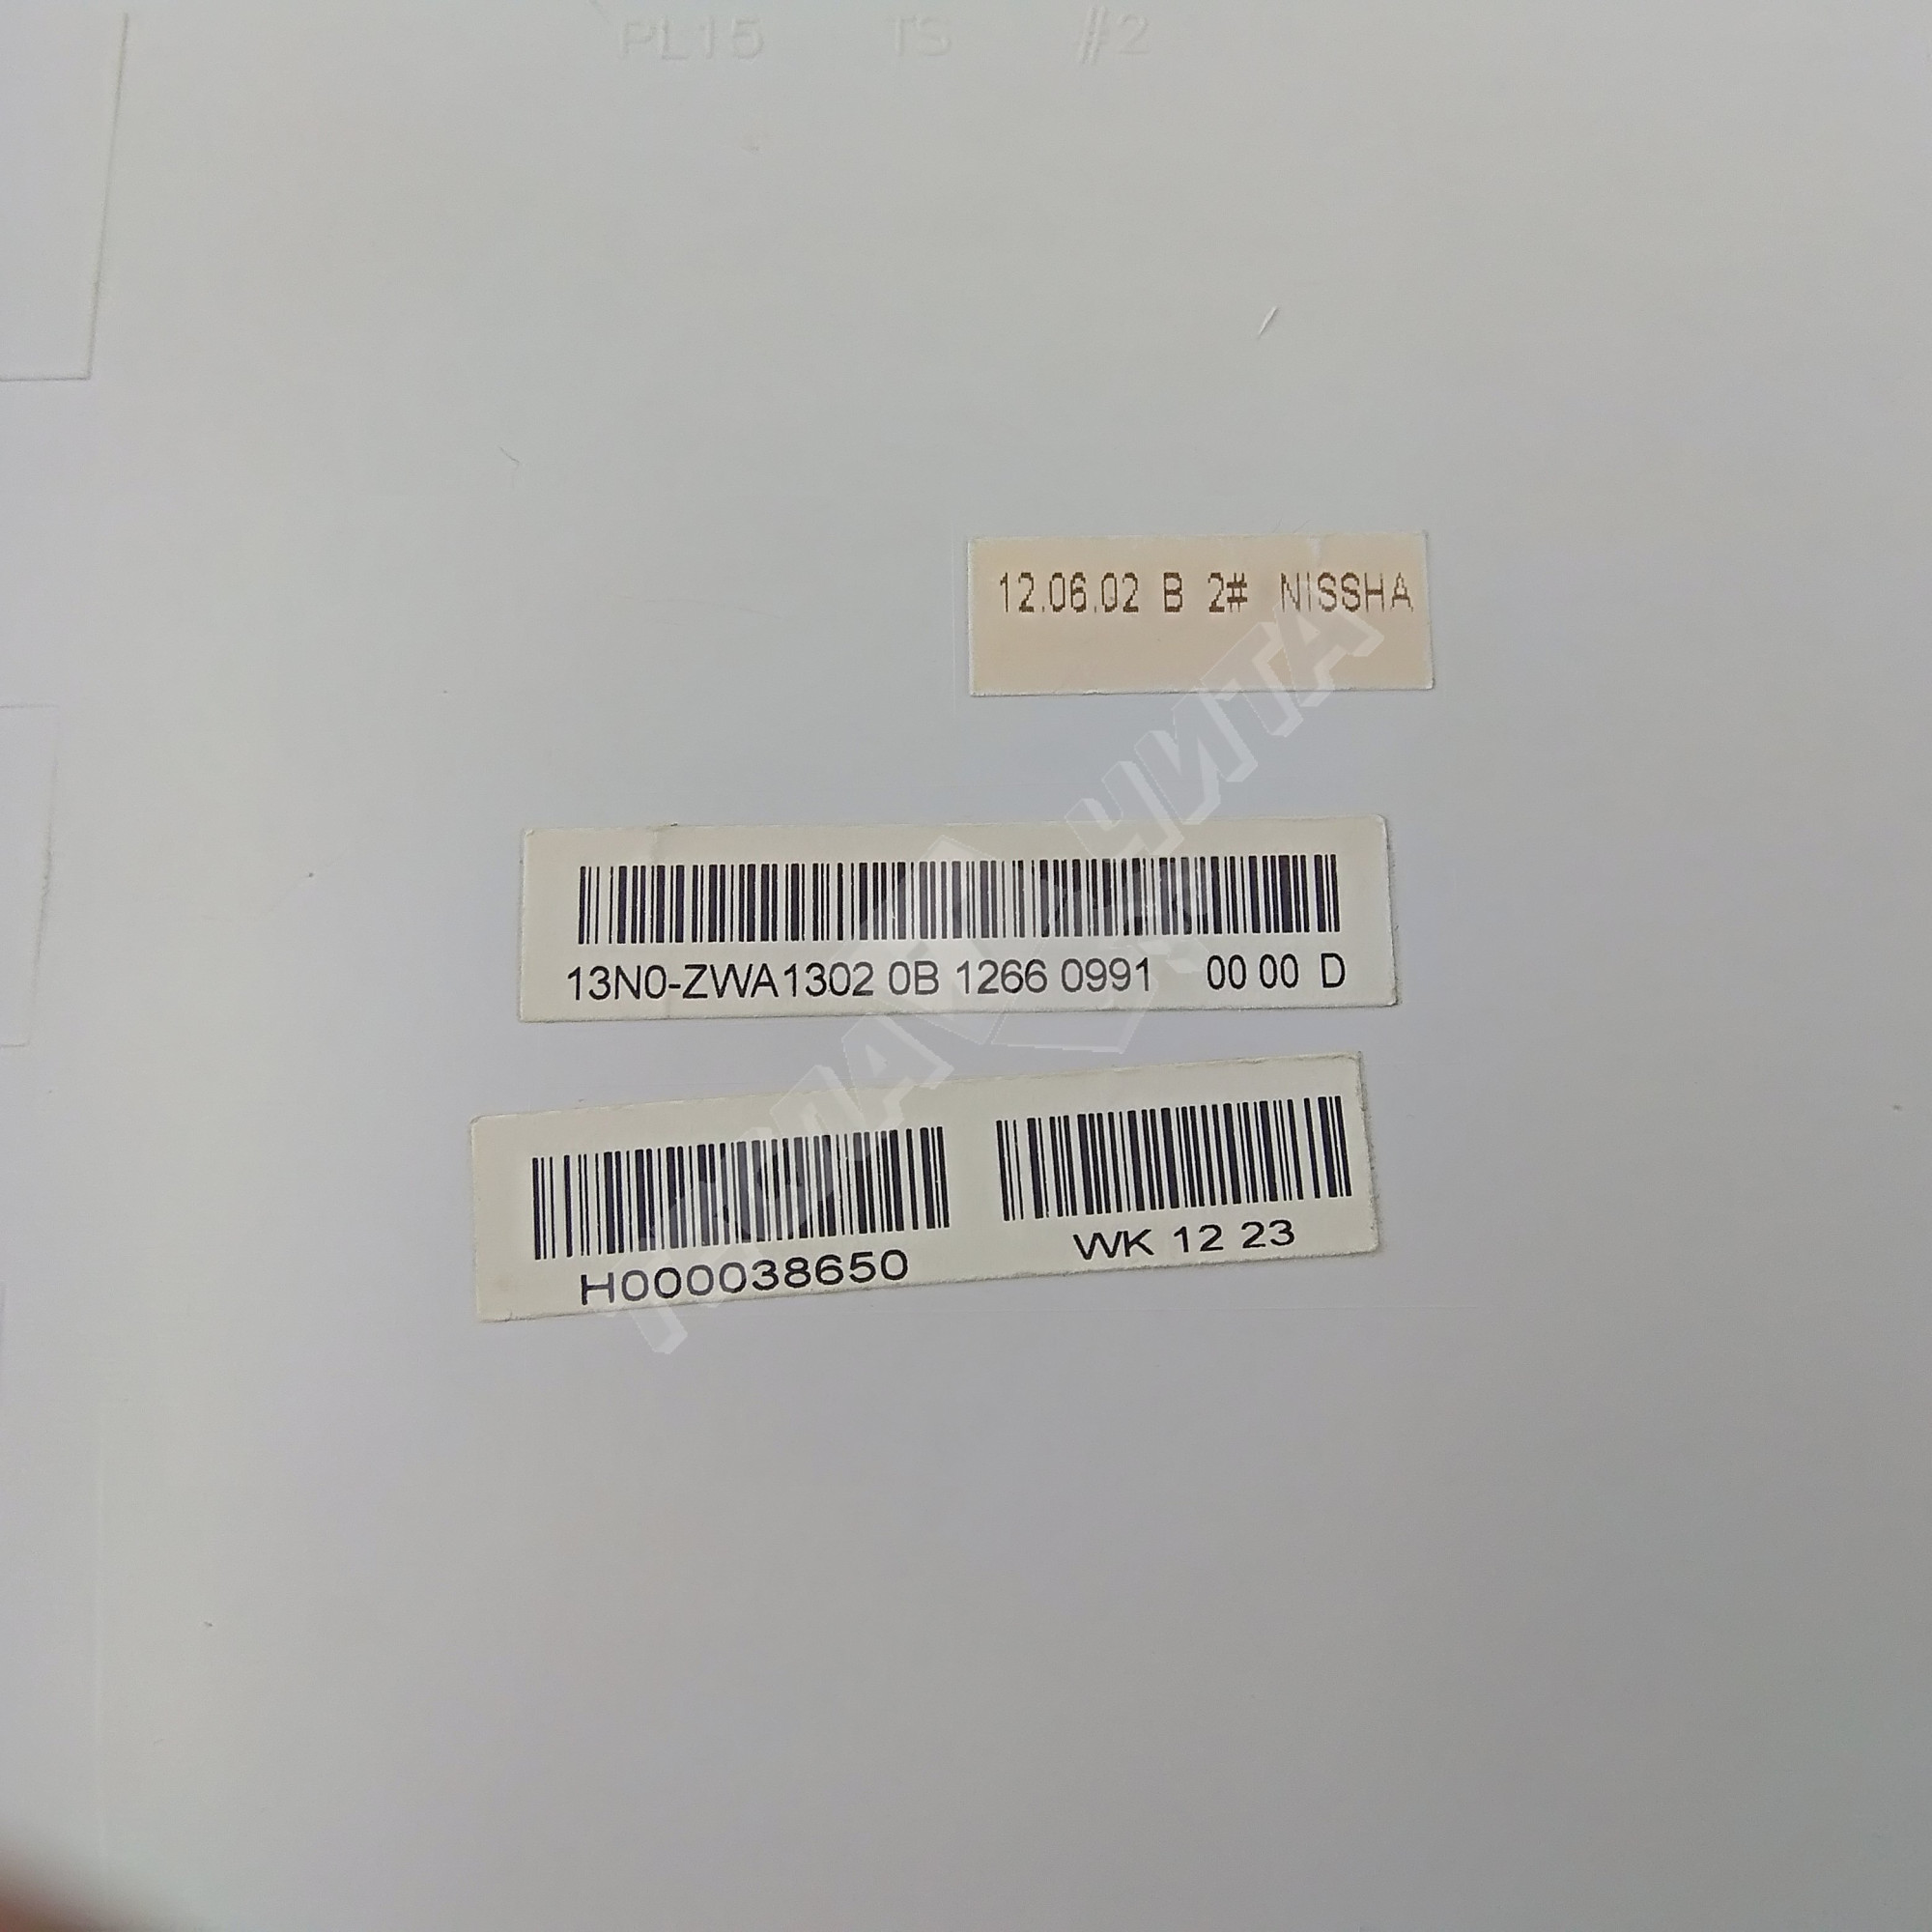 PL15 TS #2
12.06.02 B 2# NISSHA
13N0-ZWA1302 0B 1266 0991 00 00 D
H000038650
WK 12 23